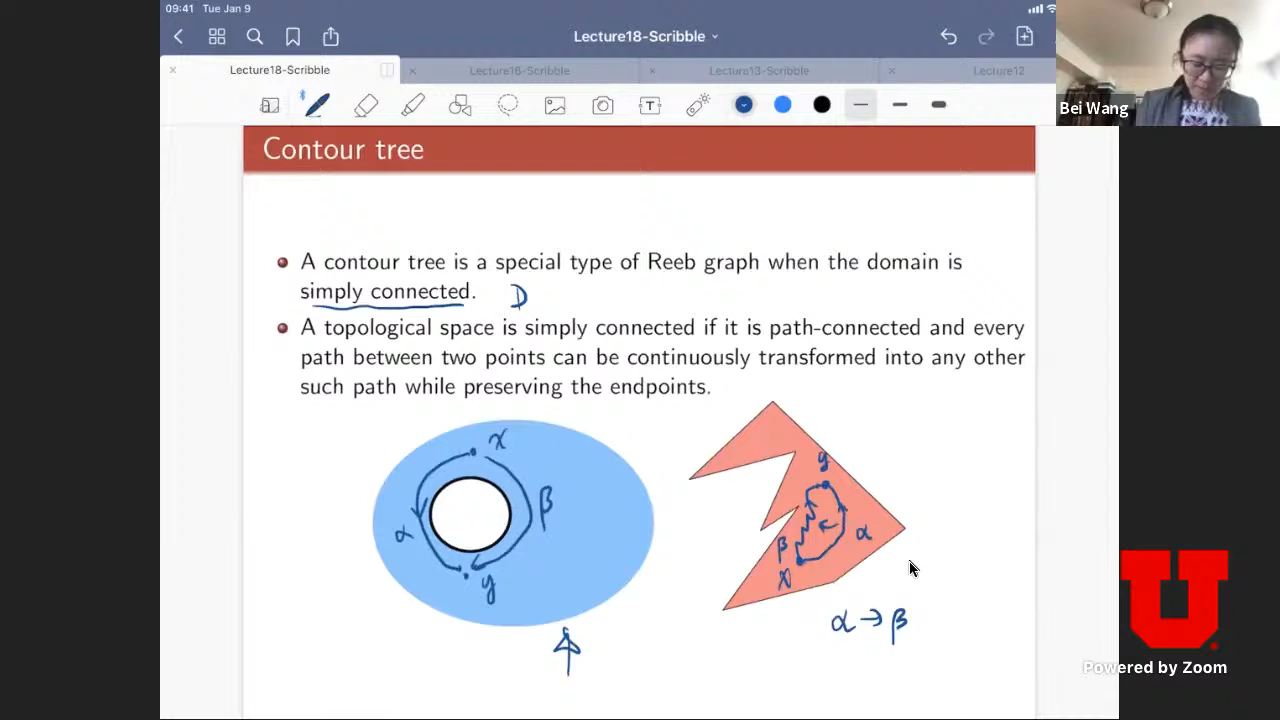 09:41 Tue Jan 9
Lecture18-Scribble
Lecture18-Scribble
Lecture16-Scribble
Lecture13-Scribble
Lecture12
T
Bei Wang
Contour tree
A contour tree is a special type of Reeb graph when the domain is
simply connected. D
A topological space is simply connected if it is path-connected and every
path between two points can be continuously transformed into any other
such path while preserving the endpoints.
x
β
α
y
y
α
β
x
α → β
U
Powered by Zoom